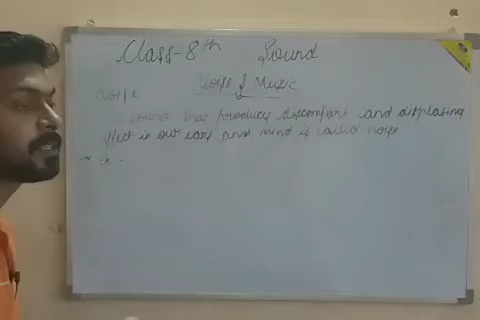 Class-8th Sound
Noise & Music
Noise
sound that produces discomfort and displasing
effect in our ears and mind is called noise